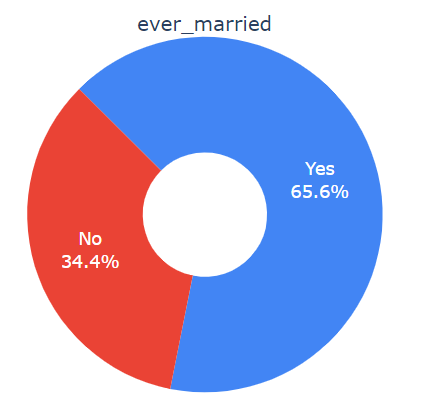 ever_married
Yes
65.6%
No
34.4%